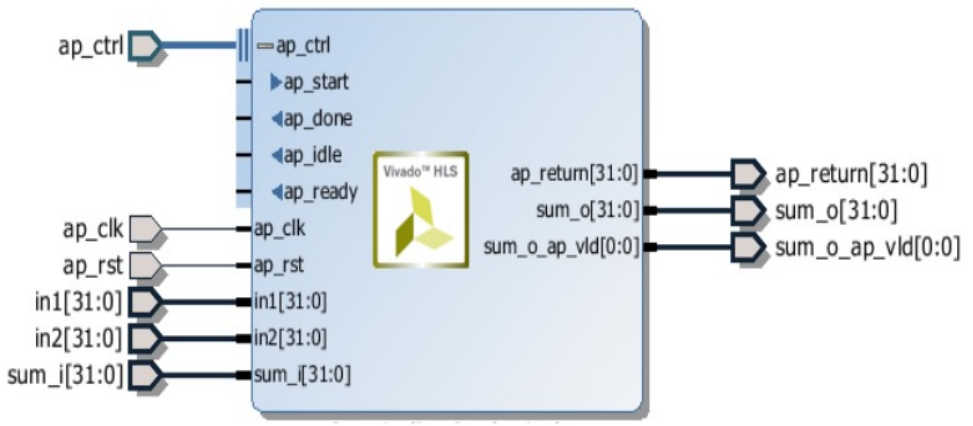 ap_ctrl
ap_clk
ap_rst
in1[31:0]
in2[31:0]
sum_i[31:0]
ap_ctrl
ap_start
ap_done
ap_idle
ap_ready
ap_clk
ap_rst
in1[31:0]
in2[31:0]
sum_i[31:0]
Vivado™ HLS
ap_return[31:0]
sum_o[31:0]
sum_o_ap_vld[0:0]
ap_return[31:0]
sum_o[31:0]
sum_o_ap_vld[0:0]